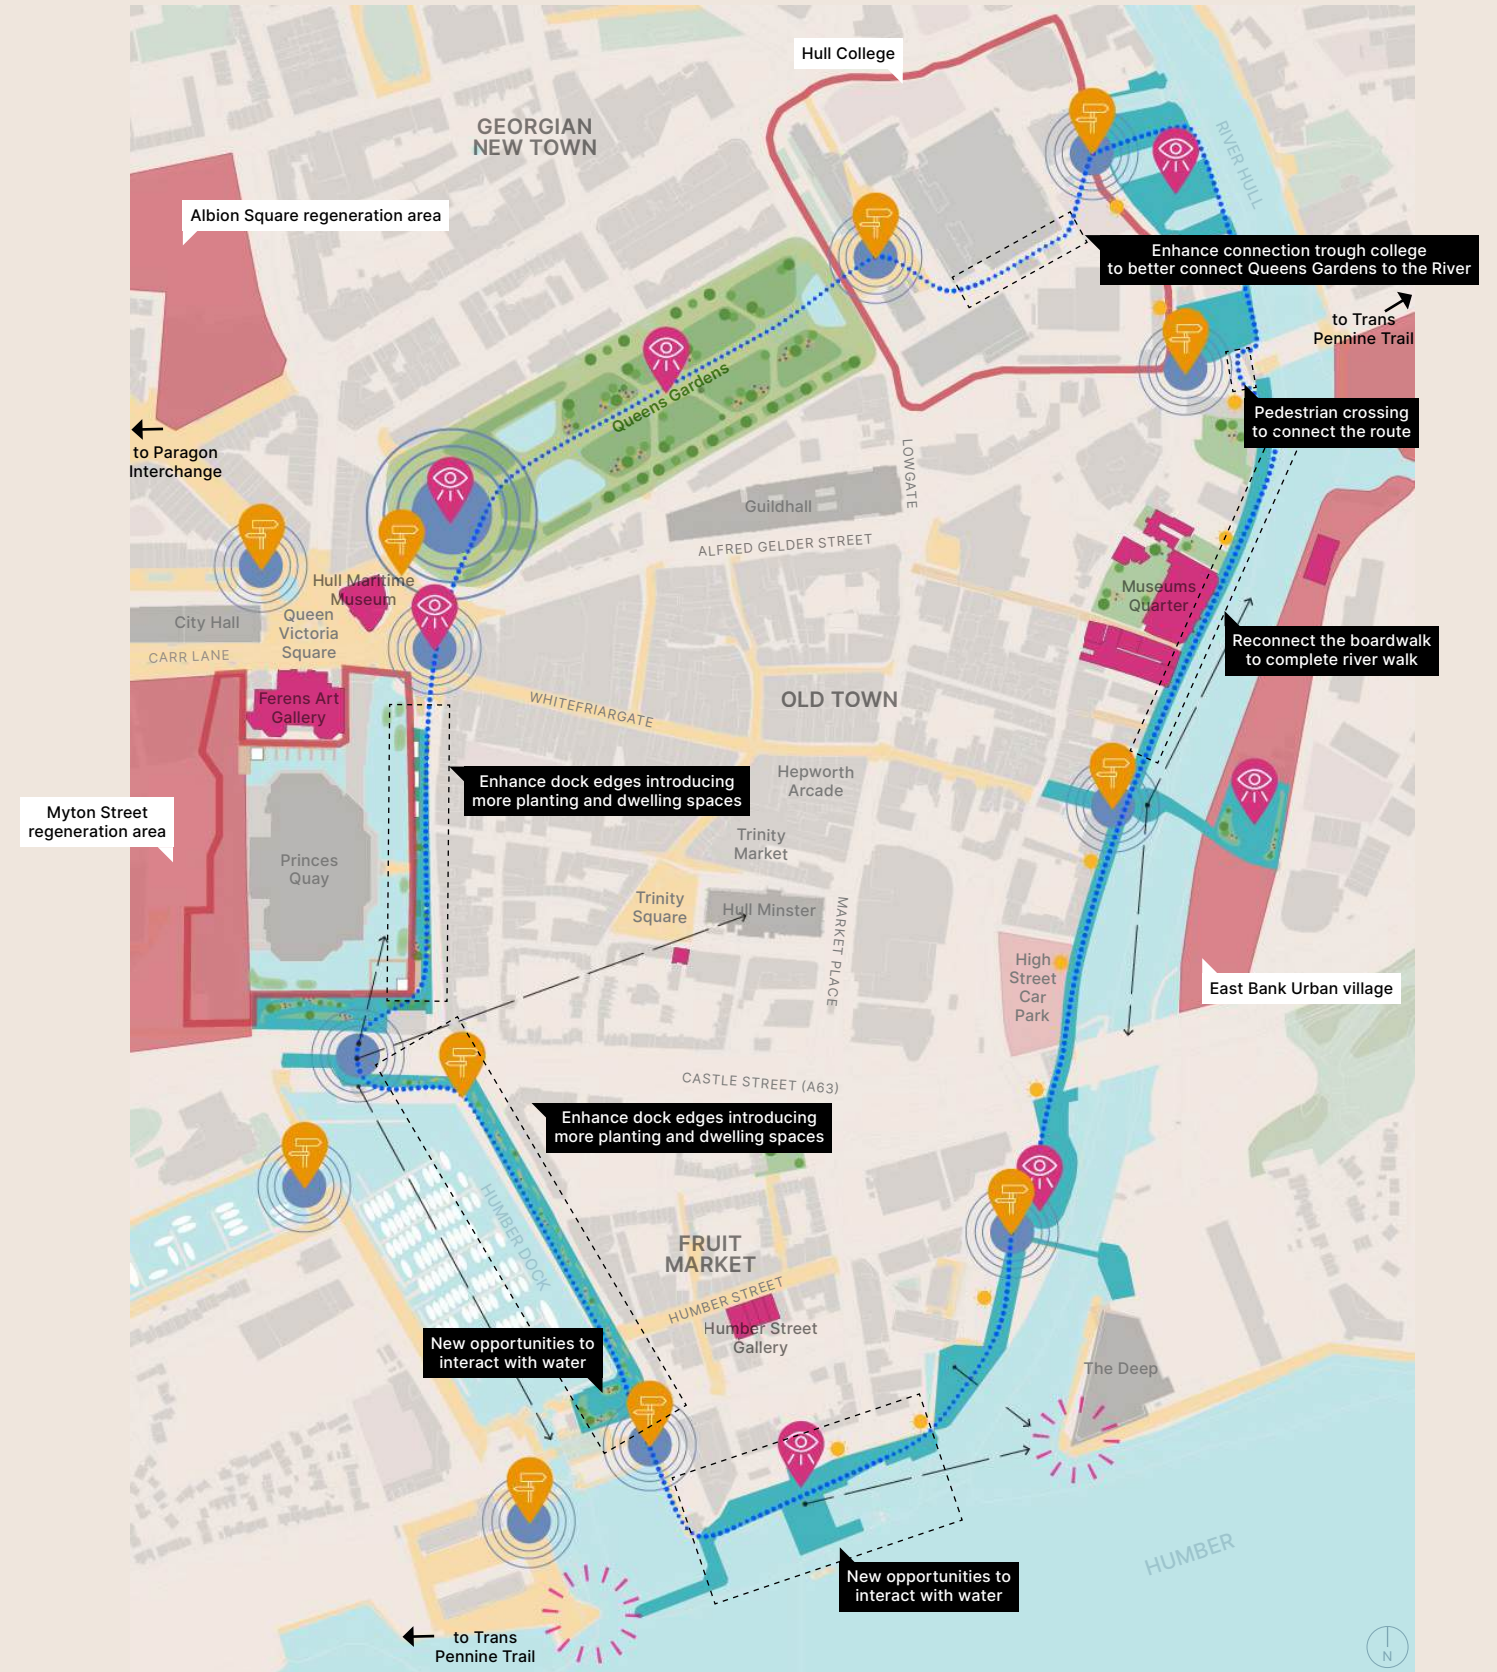 Hull College
GEORGIAN
NEW TOWN
RIVER HULL
Albion Square regeneration area
Enhance connection trough college
to better connect Queens Gardens to the River
to Trans
Pennine Trail
Queens Gardens
Pedestrian crossing
to connect the route
to Paragon
Interchange
LOWGATE
Guildhall
ALFRED GELDER STREET
Hull Maritime
Museum
Museums
Quarter
City Hall
Queen
Victoria
Square
CARR LANE
Reconnect the boardwalk
to complete river walk
Ferens Art
Gallery
WHITEFRIARGATE
OLD TOWN
Enhance dock edges introducing
more planting and dwelling spaces
Hepworth
Arcade
Myton Street
regeneration area
Princes
Quay
Trinity
Market
Trinity
Square
Hull Minster
MARKET PLACE
High
Street
Car
Park
East Bank Urban village
CASTLE STREET (A63)
Enhance dock edges introducing
more planting and dwelling spaces
HUMBER DOCK
FRUIT
MARKET
HUMBER STREET
Humber Street
Gallery
New opportunities to
interact with water
The Deep
HUMBER
New opportunities to
interact with water
to Trans
Pennine Trail
N